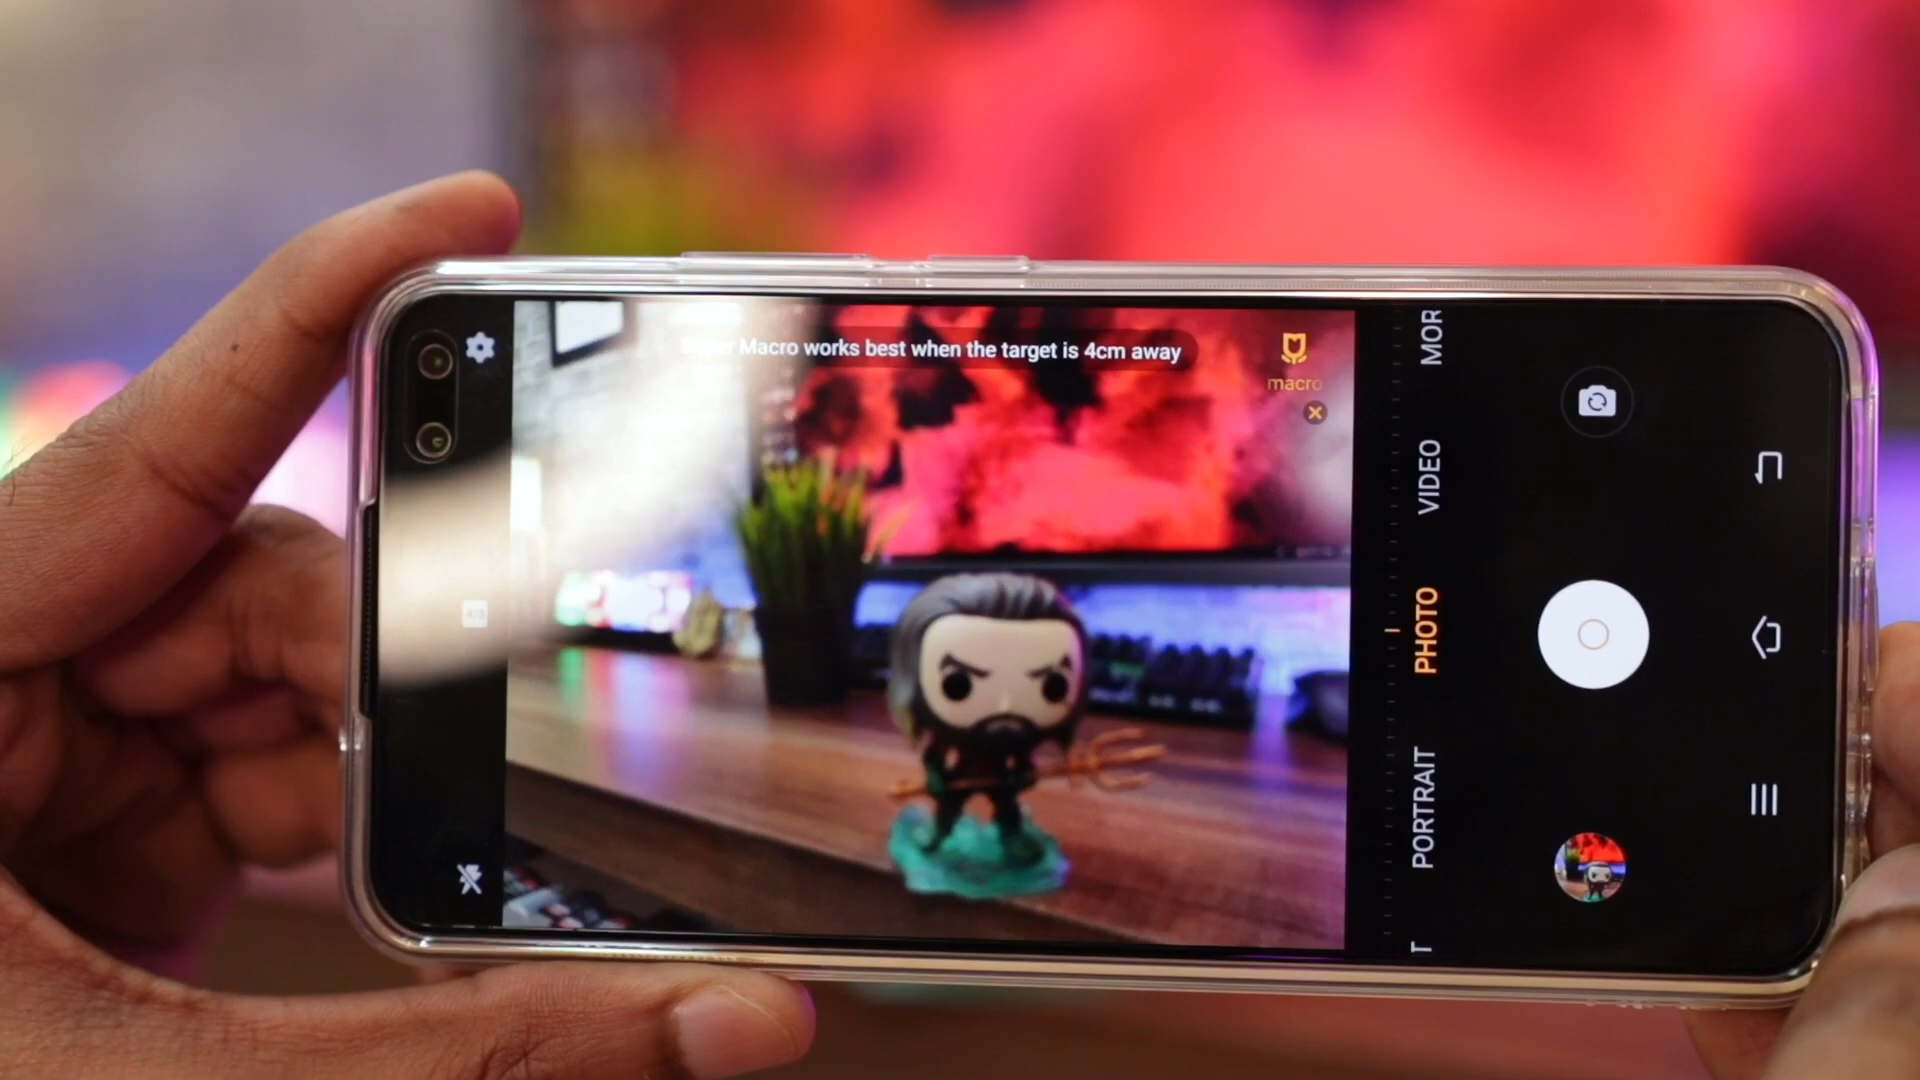 Macro works best when the target is 4cm away
macro
MOR
VIDEO
PHOTO
PORTRAIT
T